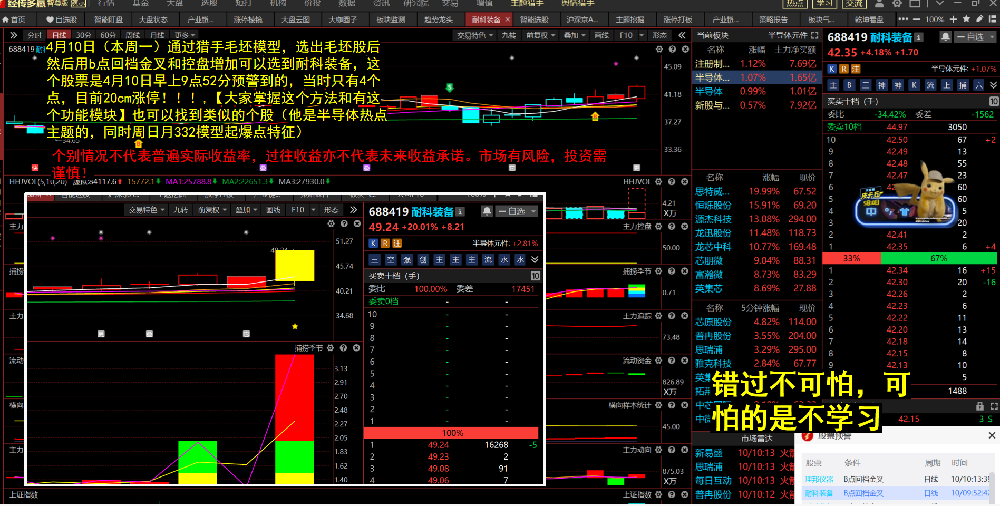 经传多赢 智尊版 演示 行情 基金 大盘 选股 短打 机构 价投 数据 资讯 研究院 交易 增值 主题猎手 舆情猎手 热点 学习 交流
首页 自选股 智能盯盘 大盘状态 产业链... 涨停棱镜 大盘云图 大咖圈子 板块监测 趋势龙头 耐科装备 × 智能选股 沪深京A... 主题挖掘 涨停打板 产业链... 策略报告 板块气... 乾坤看盘 100%
分时 日线 30分 60分 周线 月线 更多 交易特色 九转 前复权 叠加 画线 F10 形态
688419
4月10日（本周一）通过猎手毛坯模型，选出毛坯股后
然后用b点回档金叉和控盘增加可以选到耐科装备，这
个股票是4月10日早上9点52分预警到的，当时只有4个
点，目前20cm涨停！！！,【大家掌握这个方法和有这
个功能模块】也可以找到类似的个股（他是半导体热点
主题的，同时周日月332模型起爆点特征）
34.65
个别情况不代表普遍实际收益率，过往收益亦不代表未来收益承诺。市场有风险，投资需
谨慎！
45.09
41.18
37.27
33.36
快
更
HHJVOL(5,10,20) 虚拟:84117.6 15772.1 MA1:25788.8 MA2:22651.3 MA3:27930.0 HHJVOL
4.21
X万
主力控盘
50.00
捕捞季节
0.71
主力追踪
73.48
流动资金
826.89
X万
横向样本统计
45.00
主力动向
875.03
X万
上证指数 上证指数
交易特色 九转 前复权 叠加 画线 F10 形态
49.24
51.27
45.74
40.21
34.68
更
捕捞季节
3.13
2.91
2.70
2.48
2.27
2.05
1.83
1.62
1.40
688419 耐科装备 自选
49.24 +20.01% +8.21
K R 注 半导体元件: +2.81%
三 空 强 创 主 主 主 流 水 水
买卖十档（手） 10
委比 100.00% 委差 17451
委卖0档 - -
10 - -
9 - -
8 - -
7 - -
6 - -
5 - -
4 - -
3 - -
2 - -
1 - -
100%
1 49.24 16268 -5
2 49.23 2
3 49.08 91
4 49.06 7
当前板块 半导体元件
名称 涨幅 主力净买额
注册制... 1.12% 7.69亿
半导体... 1.07% 1.65亿
半导体 0.99% 1.01亿
新股与... 0.57% 7.92亿
名称 涨幅 现价
思特威... 19.99% 67.52
恒烁股份 15.91% 69.20
源杰科技 13.08% 294.00
龙迅股份 11.48% 118.73
龙芯中科 10.77% 169.48
芯朋微 9.04% 88.31
富瀚微 8.73% 83.29
英集芯 8.69% 27.88
名称 5分钟涨幅 现价
芯原股份 4.82% 114.00
普冉股份 3.55% 204.00
思瑞浦 3.29% 295.00
雅克科技 2.84% 67.77
错过不可怕，可
怕的是不学习
市场雷达
新易盛 10/10:13
思瑞浦 10/10:13
每日互动 10/10:13
普冉股份 10/10:12
688419 耐科装备 自选
42.35 +4.18% +1.70
K R 注 半导体元件: +1.07%
主 B 三 神 神 K 流 上 捕 六
买卖十档（手） 10
委比 -34.42% 委差 -1562
委卖10档 44.97 3050
10 42.50 67 +2
9 42.49 13
8 42.48 55
7 42.47 23
6 60
5 60
4 5
3 20
2 42.41 2
1 42.35 6 +4
33% 67%
1 42.34 16 +15
2 42.30 20 -16
3 42.26 2
4 42.23 6
5 42.22 11
6 42.20 13
7 42.18 14
8 42.15 8
9 42.13 10
5
1488
42.15 3 S
皮卡丘
5月10日
中
股票预警
股票 条件 周期 时间
理邦仪器 B点回档金叉 日线 10/10:13:39
耐科装备 B点回档金叉 日线 10/09:52:42